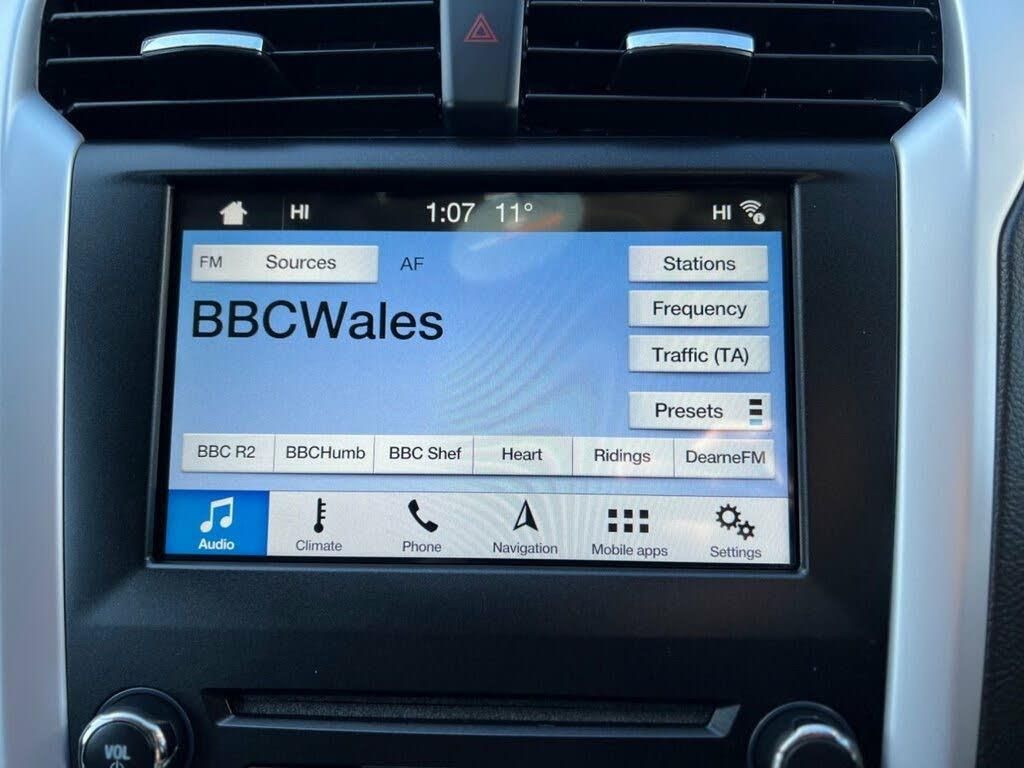 HI 1:07 11° HI
FM Sources AF
Stations
BBCWales
Frequency
Traffic (TA)
Presets
BBC R2 BBCHumb BBC Shef Heart Ridings DearneFM
Audio Climate Phone Navigation Mobile apps Settings
VOL